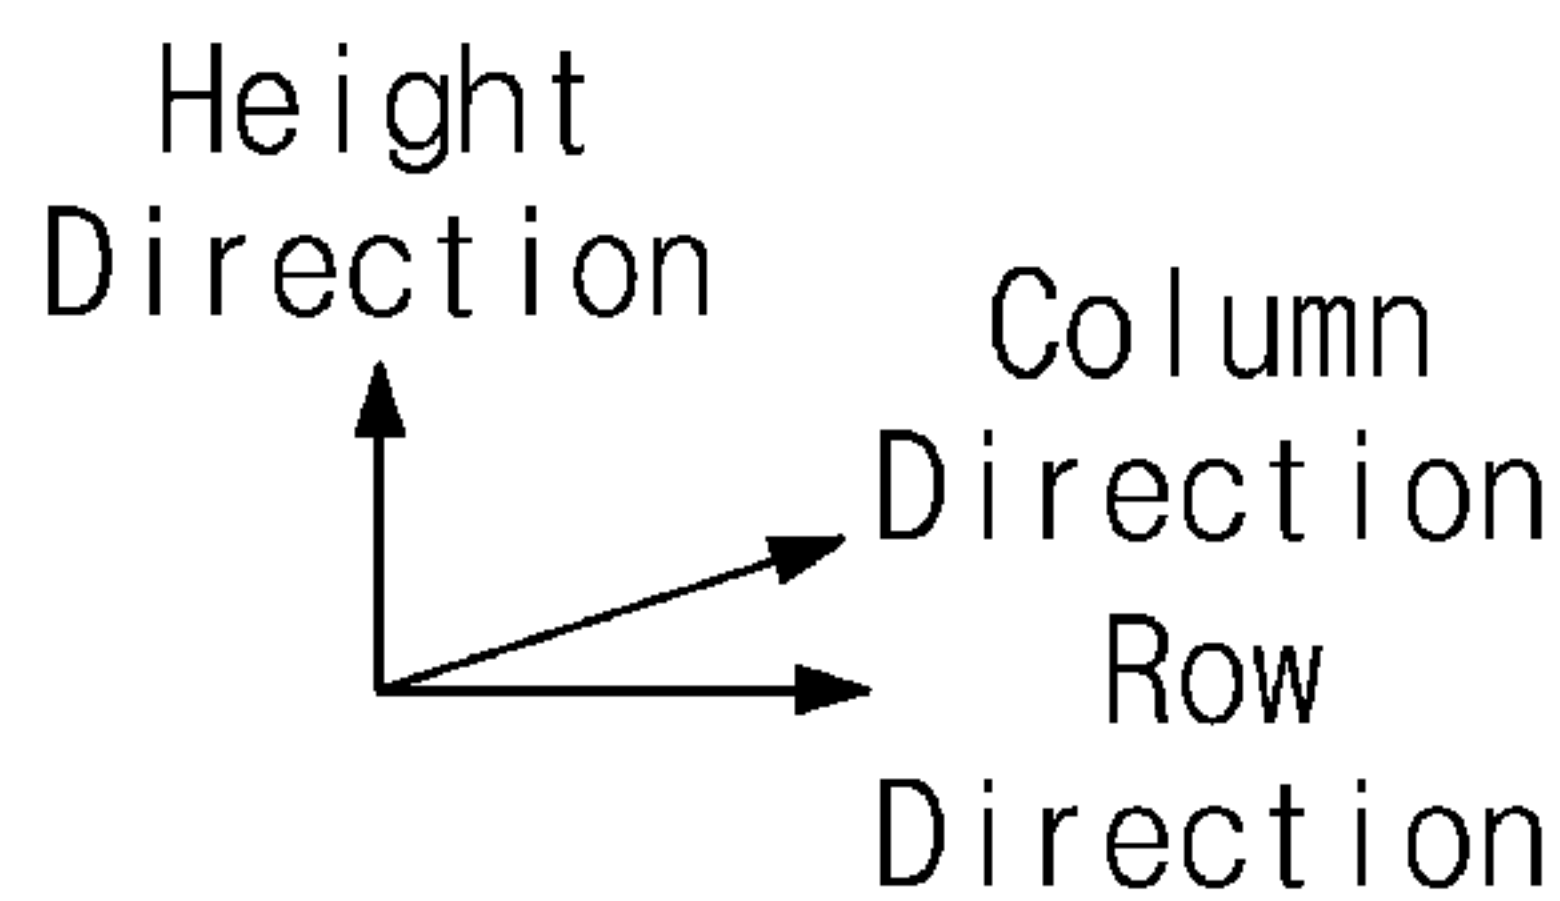 Height
Direction
Column
Direction
Row
Direction